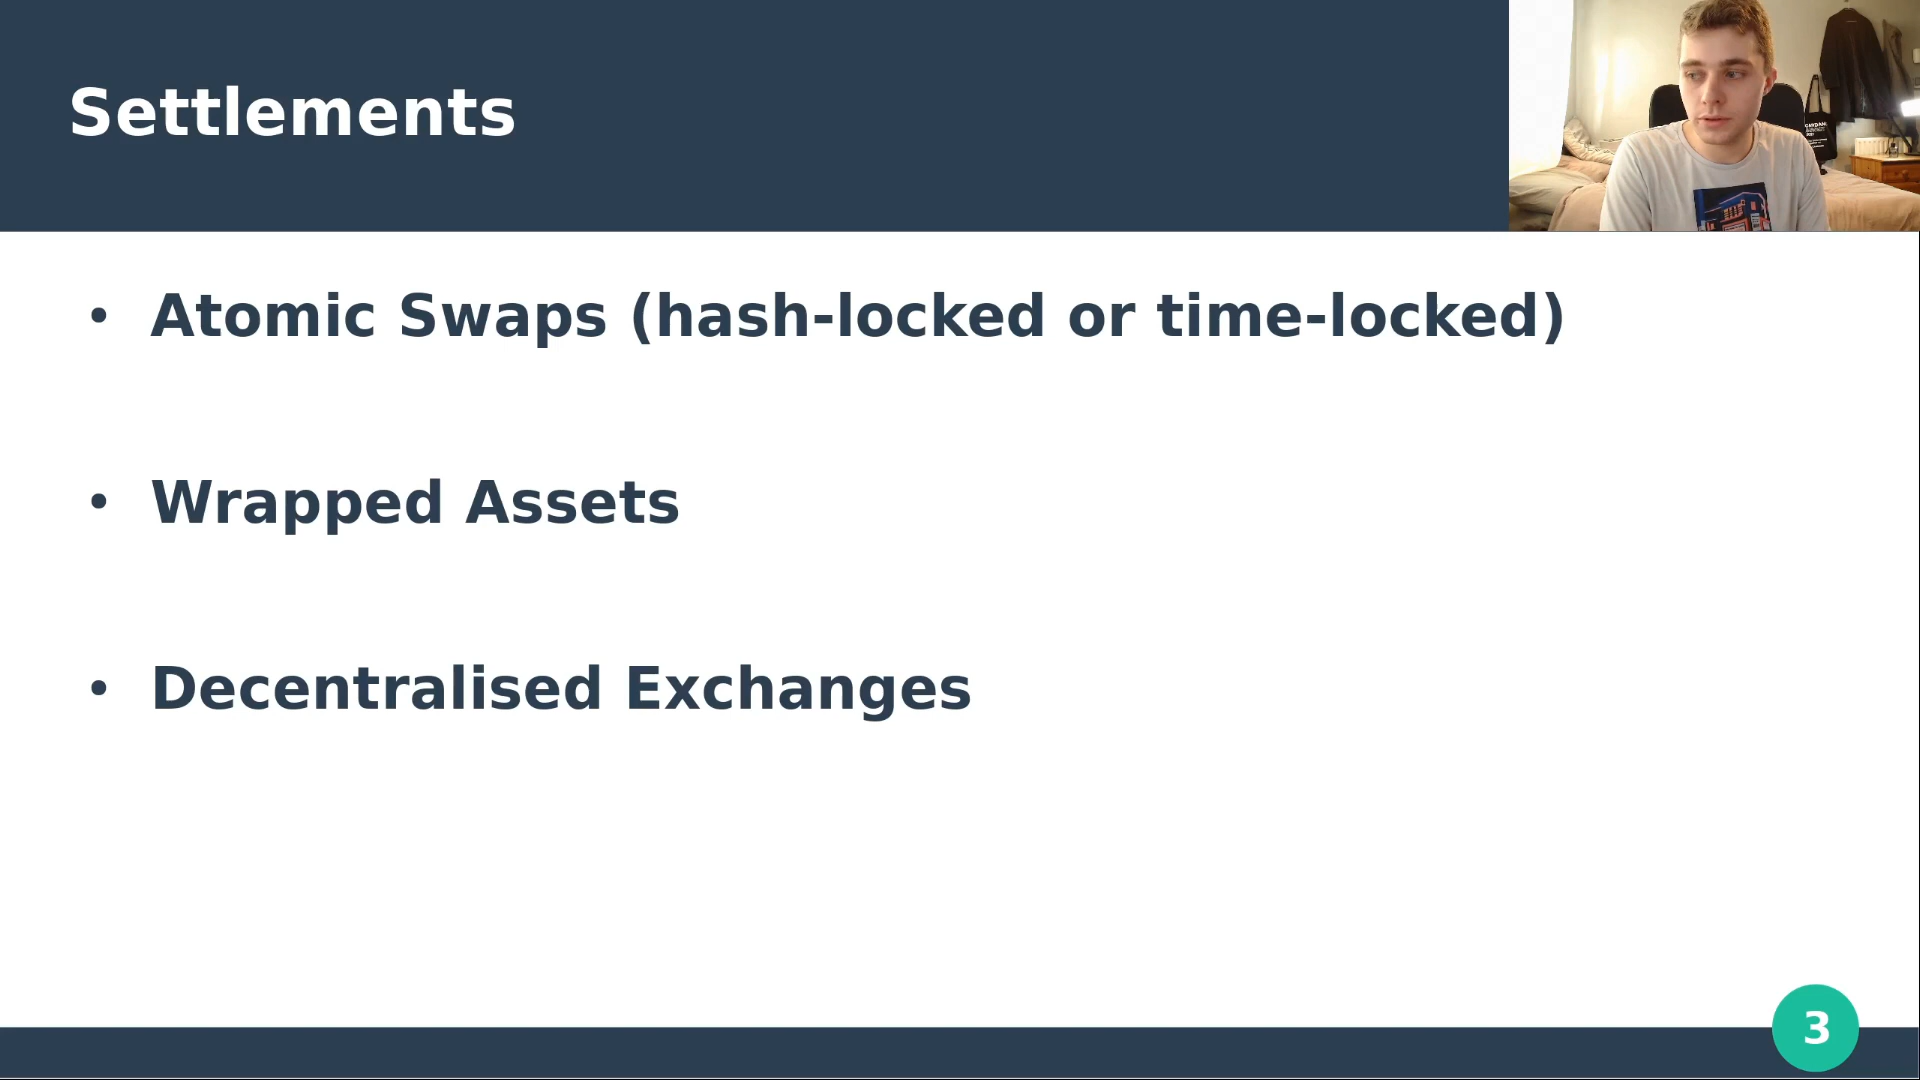 Settlements
• Atomic Swaps (hash-locked or time-locked)
• Wrapped Assets
• Decentralised Exchanges
3